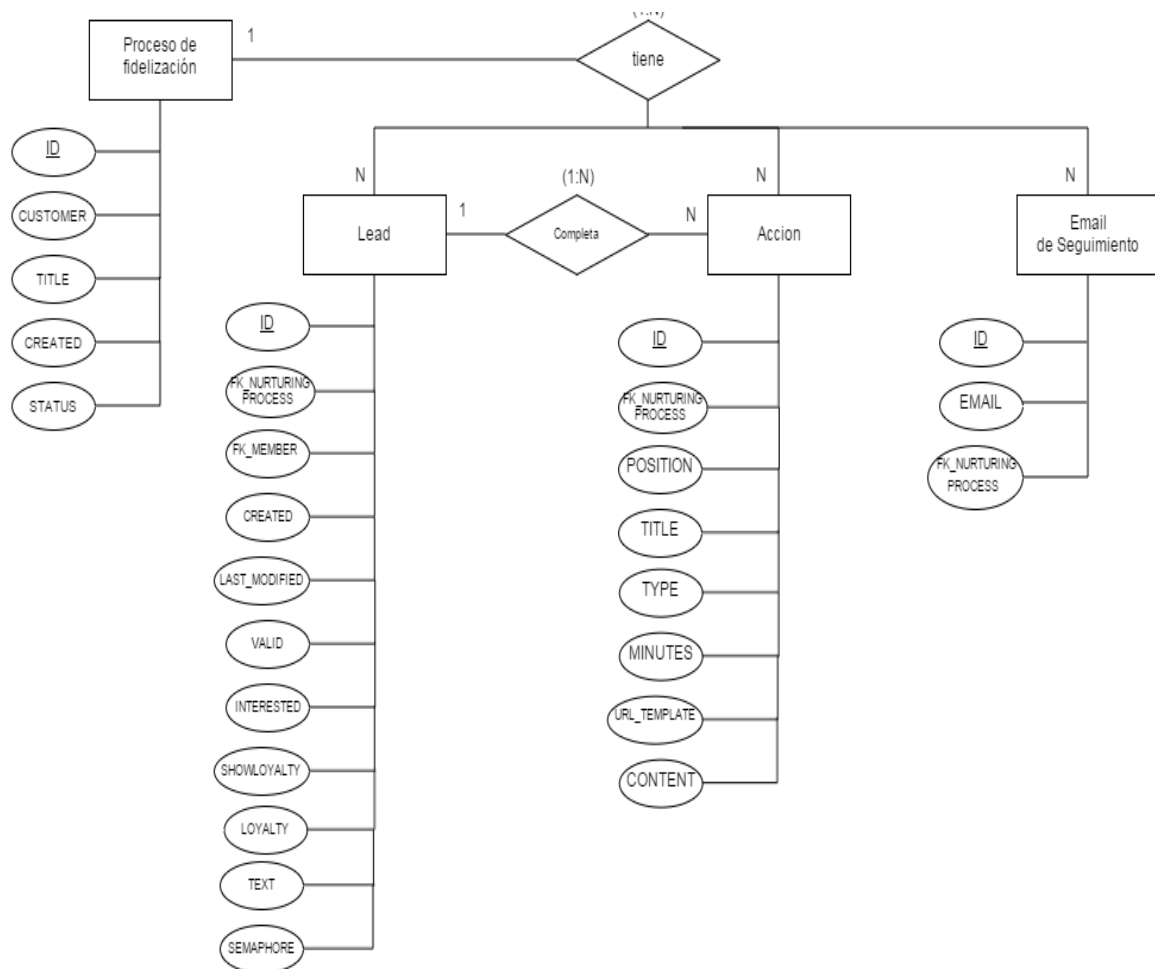 (1:N)
Proceso de
fidelización
1
tiene
ID
CUSTOMER
TITLE
CREATED
STATUS
N
N
N
(1:N)
Lead
1
Completa
N
Accion
Email
de Seguimiento
ID
FK_NURTURING
PROCESS
FK_MEMBER
CREATED
LAST_MODIFIED
VALID
INTERESTED
SHOWLOYALTY
LOYALTY
TEXT
SEMAPHORE
ID
FK_NURTURING
PROCESS
POSITION
TITLE
TYPE
MINUTES
URL_TEMPLATE
CONTENT
ID
EMAIL
FK_NURTURING
PROCESS